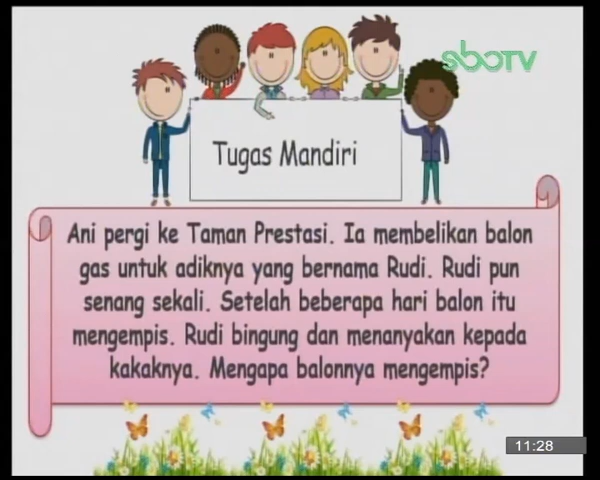 sboTV
Tugas Mandiri
Ani pergi ke Taman Prestasi. Ia membelikan balon
gas untuk adiknya yang bernama Rudi. Rudi pun
senang sekali. Setelah beberapa hari balon itu
mengempis. Rudi bingung dan menanyakan kepada
kakaknya. Mengapa balonnya mengempis?
11:28